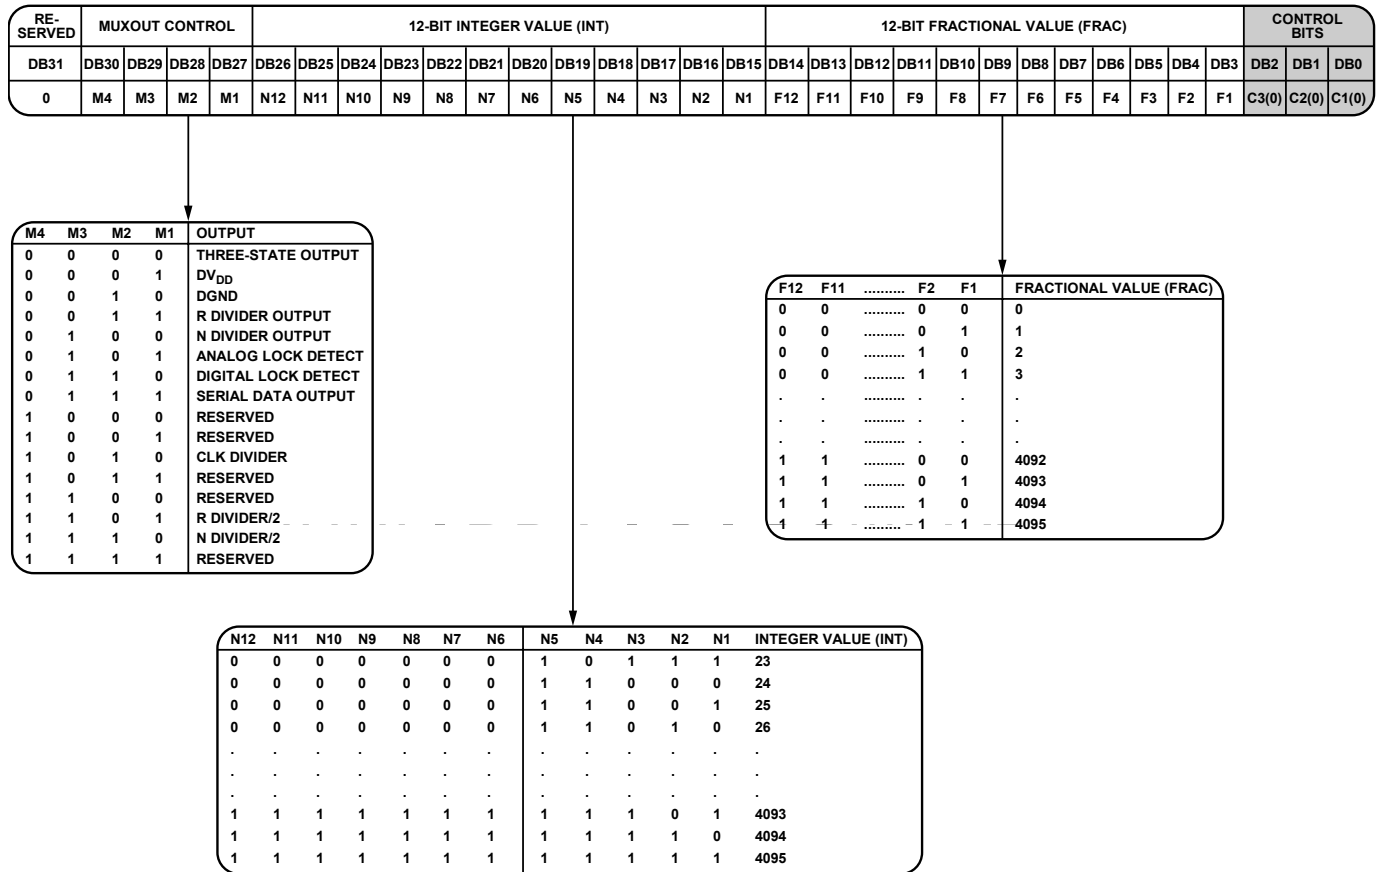 RE-
SERVED MUXOUT CONTROL 12-BIT INTEGER VALUE (INT) 12-BIT FRACTIONAL VALUE (FRAC) CONTROL
BITS
DB31 DB30 DB29 DB28 DB27 DB26 DB25 DB24 DB23 DB22 DB21 DB20 DB19 DB18 DB17 DB16 DB15 DB14 DB13 DB12 DB11 DB10 DB9 DB8 DB7 DB6 DB5 DB4 DB3 DB2 DB1 DB0
0 M4 M3 M2 M1 N12 N11 N10 N9 N8 N7 N6 N5 N4 N3 N2 N1 F12 F11 F10 F9 F8 F7 F6 F5 F4 F3 F2 F1 C3(0) C2(0) C1(0)
M4 M3 M2 M1 OUTPUT
0 0 0 0 THREE-STATE OUTPUT
0 0 0 1 DVDD
0 0 1 0 DGND
0 0 1 1 R DIVIDER OUTPUT
0 1 0 0 N DIVIDER OUTPUT
0 1 0 1 ANALOG LOCK DETECT
0 1 1 0 DIGITAL LOCK DETECT
0 1 1 1 SERIAL DATA OUTPUT
1 0 0 0 RESERVED
1 0 0 1 RESERVED
1 0 1 0 CLK DIVIDER
1 0 1 1 RESERVED
1 1 0 0 RESERVED
1 1 0 1 R DIVIDER/2
1 1 1 0 N DIVIDER/2
1 1 1 1 RESERVED
F12 F11 .......... F2 F1 FRACTIONAL VALUE (FRAC)
0 0 .......... 0 0 0
0 0 .......... 0 1 1
0 0 .......... 1 0 2
0 0 .......... 1 1 3
. . .......... . . .
. . .......... . . .
. . .......... . . .
1 1 .......... 0 0 4092
1 1 .......... 0 1 4093
1 1 .......... 1 0 4094
1 1 .......... 1 1 4095
N12 N11 N10 N9 N8 N7 N6 N5 N4 N3 N2 N1 INTEGER VALUE (INT)
0 0 0 0 0 0 0 1 0 1 1 1 23
0 0 0 0 0 0 0 1 1 0 0 0 24
0 0 0 0 0 0 0 1 1 0 0 1 25
0 0 0 0 0 0 0 1 1 0 1 0 26
. . . . . . . . . . . . .
. . . . . . . . . . . . .
. . . . . . . . . . . . .
1 1 1 1 1 1 1 1 1 1 0 1 4093
1 1 1 1 1 1 1 1 1 1 1 0 4094
1 1 1 1 1 1 1 1 1 1 1 1 4095